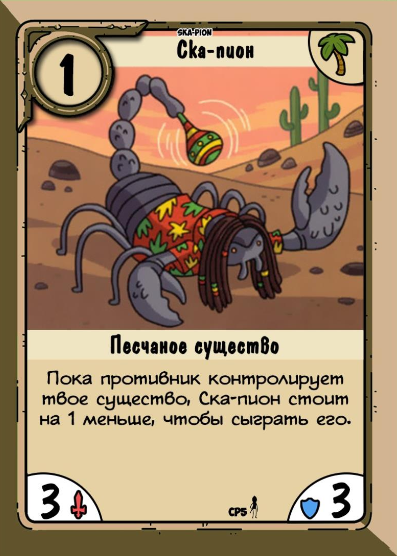 SKA-PION
Ска-пион
1
Песчаное существо
Пока противник контролирует
твое существо, Ска-пион стоит
на 1 меньше, чтобы сыграть его.
3
CP5
3